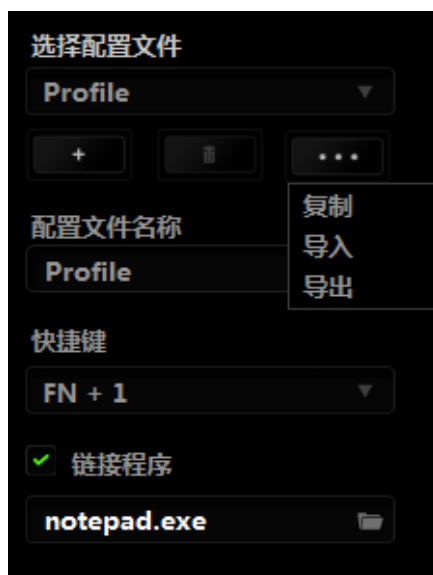 选择配置文件
Profile
+
•••
复制
配置文件名称
导入
Profile
导出
快捷键
FN + 1
链接程序
notepad.exe